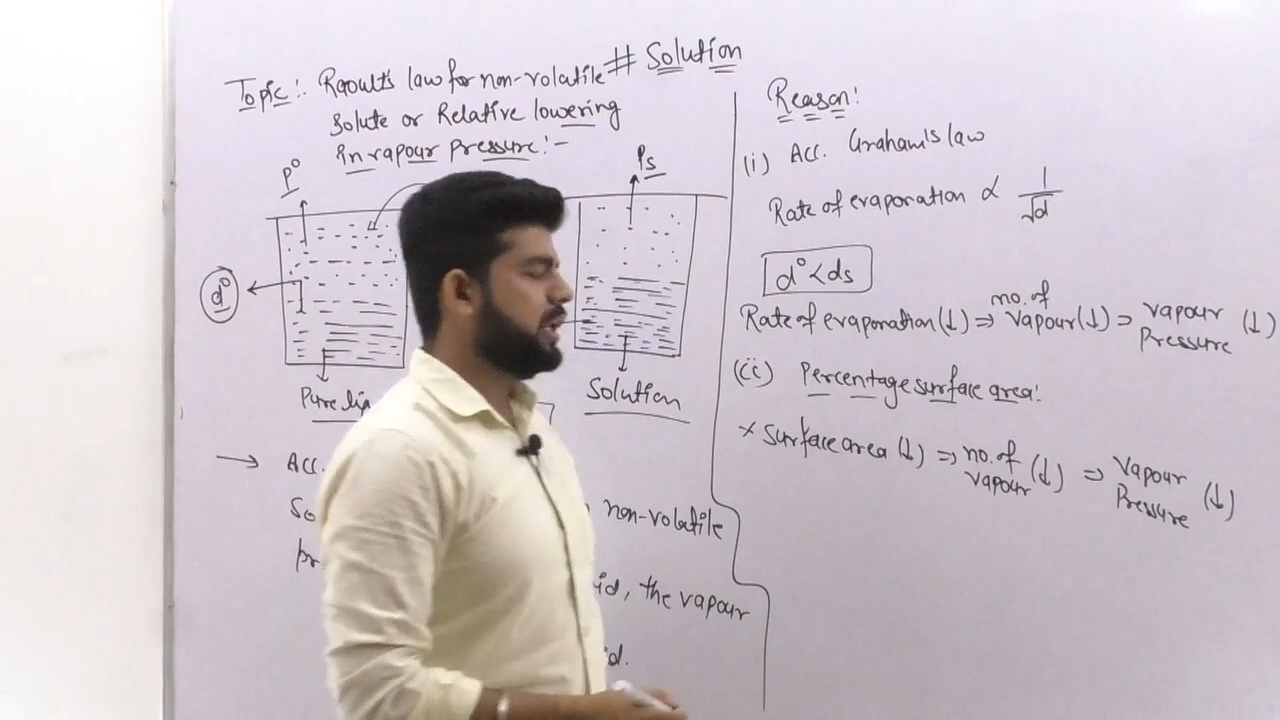 # Solution
Topic:- Raoult's law for non-volatile
Solute or Relative lowering
in vapour pressure:-
P°
Ps
d°
Pure liq
Solution
→ Acc.
So
non-volatile
pr
id, the vapour
id.
Reason:
(i) Acc. Graham's law
Rate of evaporation ∝ 1/√d
d° < ds
Rate of evaporation (↓) ⇒ no. of vapour (↓) ⇒ vapour pressure (↓)
(ii) Percentage surface area:
* Surface area (↓) ⇒ no. of vapour (↓) ⇒ Vapour Pressure (↓)